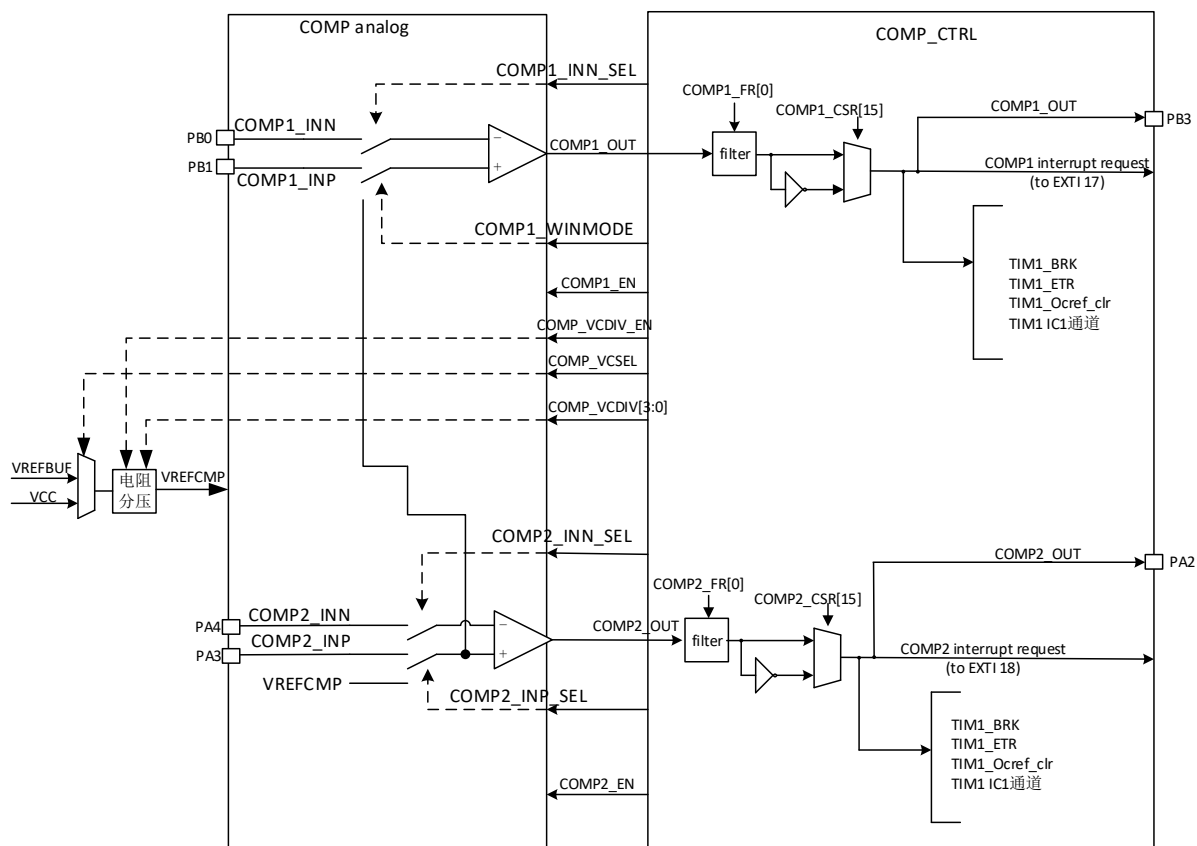 COMP analog
COMP_CTRL
COMP1_INN_SEL
COMP1_FR[0]
COMP1_CSR[15]
COMP1_OUT
PB3
PB0
COMP1_INN
−
COMP1_OUT
filter
PB1
+
COMP1_INP
COMP1 interrupt request
(to EXTI 17)
COMP1_WINMODE
TIM1_BRK
TIM1_ETR
TIM1_Ocref_clr
TIM1 IC1通道
COMP1_EN
COMP_VCDIV_EN
COMP_VCSEL
COMP_VCDIV[3:0]
VREFBUF
VCC
电阻
分压
VREFCMP
COMP2_INN_SEL
COMP2_OUT
PA2
COMP2_FR[0]
COMP2_CSR[15]
PA4
COMP2_INN
−
COMP2_OUT
filter
PA3
COMP2_INP
+
COMP2 interrupt request
(to EXTI 18)
VREFCMP
COMP2_INP_SEL
TIM1_BRK
TIM1_ETR
TIM1_Ocref_clr
TIM1 IC1通道
COMP2_EN